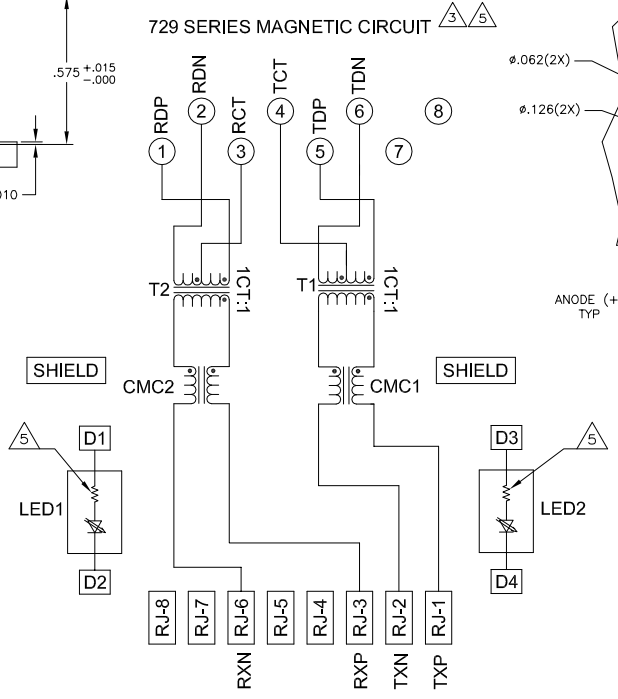 729 SERIES MAGNETIC CIRCUIT 3 5
.575 +.015
-.000
ø.062(2X)
ø.126(2X)
RDP RDN RCT TCT TDP TDN
1 2 3 4 5 6 7 8
010
T2 1CT:1 T1 1CT:1
ANODE (+
TYP
SHIELD CMC2 CMC1 SHIELD
5 D1 D3 5
LED1 LED2
D2 D4
RJ-8 RJ-7 RJ-6 RJ-5 RJ-4 RJ-3 RJ-2 RJ-1
RXN RXP TXN TXP